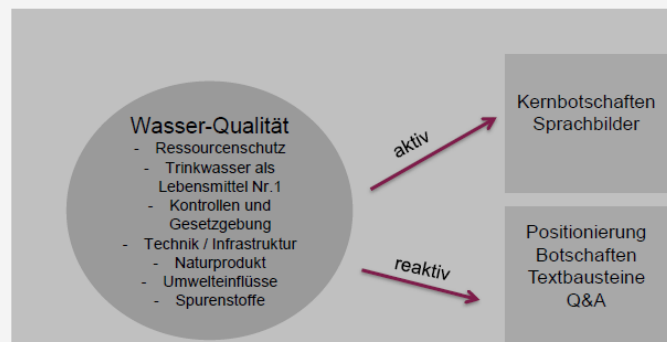 Wasser-Qualität
- Ressourcenschutz
- Trinkwasser als
Lebensmittel Nr.1
- Kontrollen und
Gesetzgebung
- Technik / Infrastruktur
- Naturprodukt
- Umwelteinflüsse
- Spurenstoffe
aktiv
reaktiv
Kernbotschaften
Sprachbilder
Positionierung
Botschaften
Textbausteine
Q&A